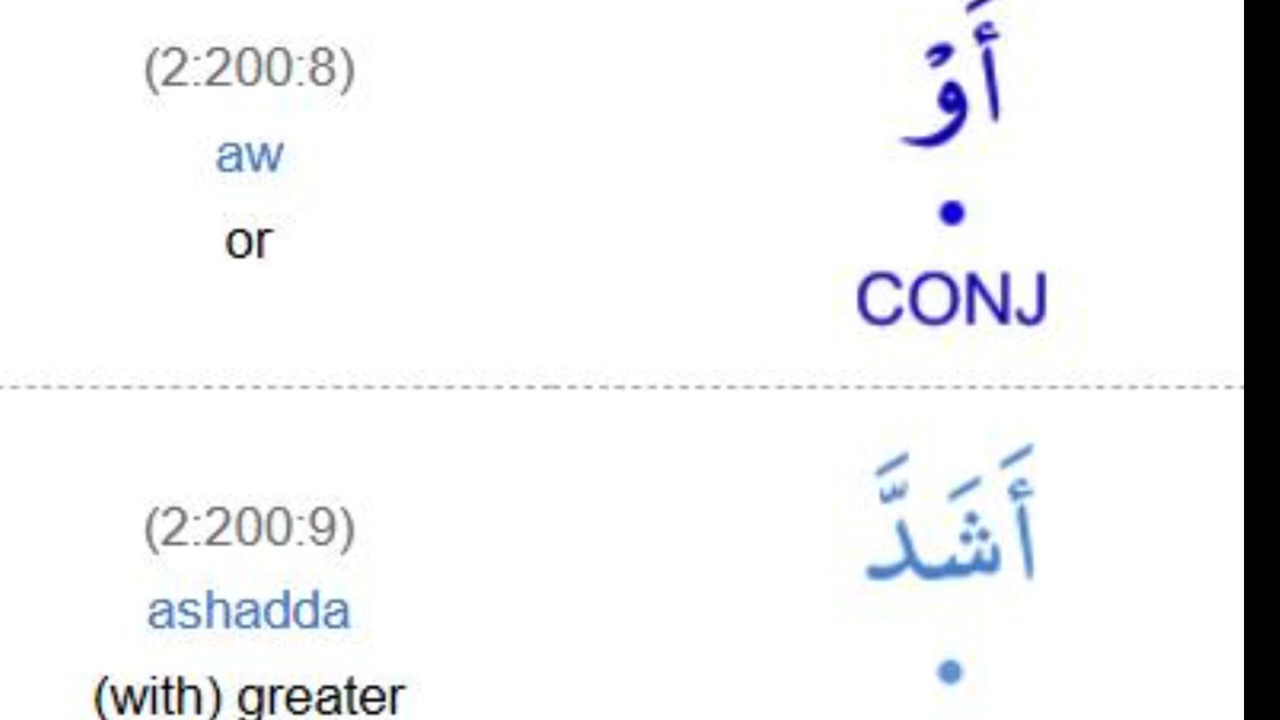 (2:200:8)
aw
or
أَوْ
CONJ
(2:200:9)
ashadda
(with) greater
أَشَدَّ